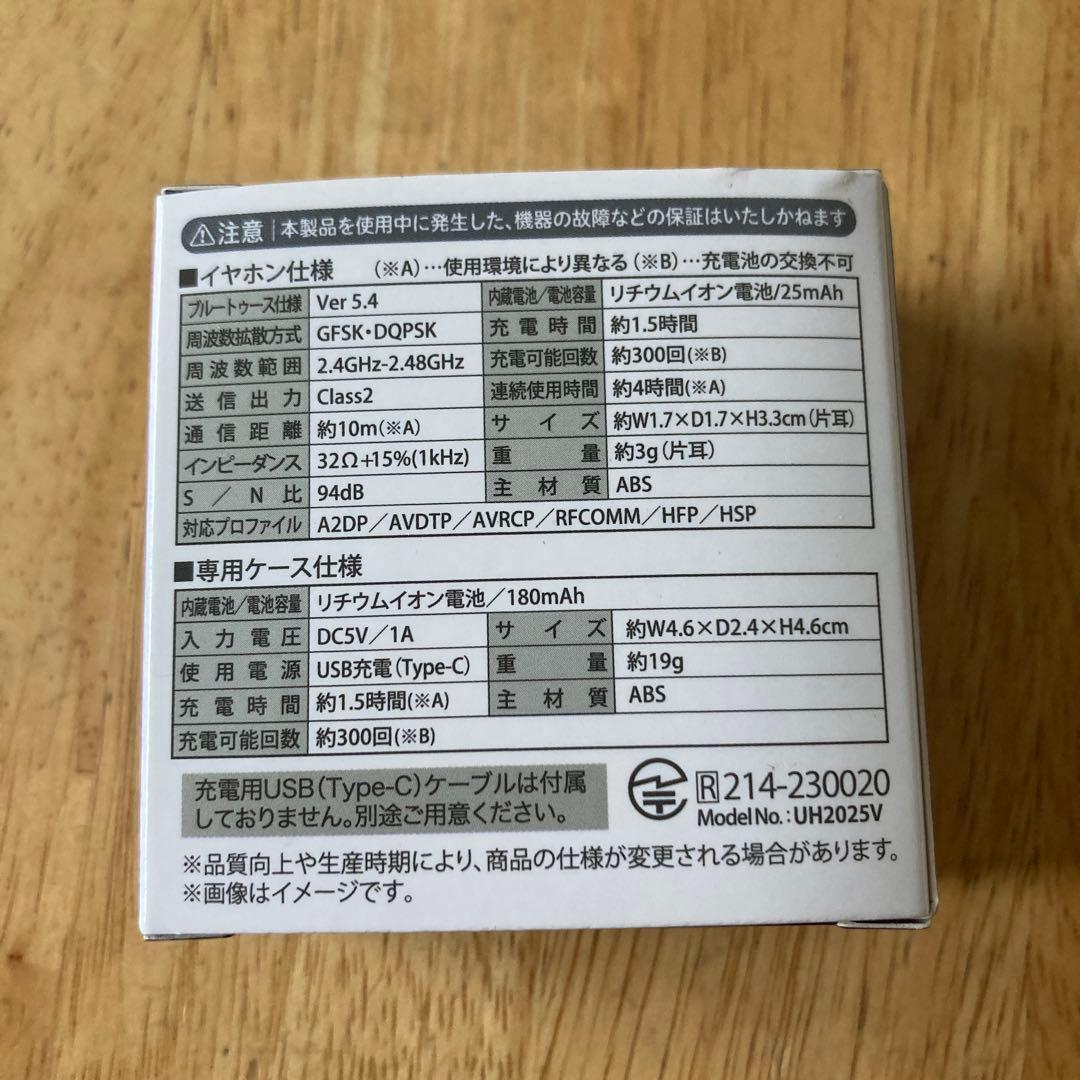 注意 本製品を使用中に発生した、機器の故障などの保証はいたしかねます
■イヤホン仕様 (※A)…使用環境により異なる(※B)…充電池の交換不可
ブルートゥース仕様 Ver 5.4 内蔵電池/電池容量 リチウムイオン電池/25mAh
周波数拡散方式 GFSK・DQPSK 充電時間 約1.5時間
周波数範囲 2.4GHz-2.48GHz 充電可能回数 約300回(※B)
送信出力 Class2 連続使用時間 約4時間(※A)
通信距離 約10m(※A) サイズ 約W1.7×D1.7×H3.3cm(片耳)
インピーダンス 32Ω+15%(1kHz) 重量 約3g(片耳)
S/N比 94dB 主材質 ABS
対応プロファイル A2DP/AVDTP/AVRCP/RFCOMM/HFP/HSP
■専用ケース仕様
内蔵電池/電池容量 リチウムイオン電池/180mAh
入力電圧 DC5V/1A サイズ 約W4.6×D2.4×H4.6cm
使用電源 USB充電(Type-C) 重量 約19g
充電時間 約1.5時間(※A) 主材質 ABS
充電可能回数 約300回(※B)
充電用USB(Type-C)ケーブルは付属
しておりません。別途ご用意ください。
R 214-230020
Model No.: UH2025V
※品質向上や生産時期により、商品の仕様が変更される場合があります。
※画像はイメージです。